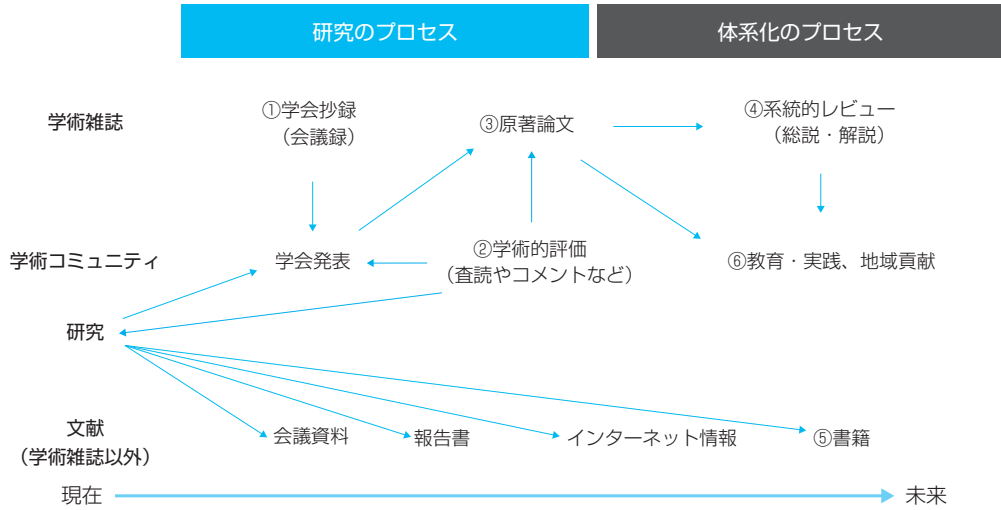 研究のプロセス
体系化のプロセス
学術雑誌
①学会抄録
（会議録）
③原著論文
④系統的レビュー
（総説・解説）
学術コミュニティ
学会発表
②学術的評価
（査読やコメントなど）
⑥教育・実践、地域貢献
研究
文献
（学術雑誌以外）
会議資料
報告書
インターネット情報
⑤書籍
現在
未来